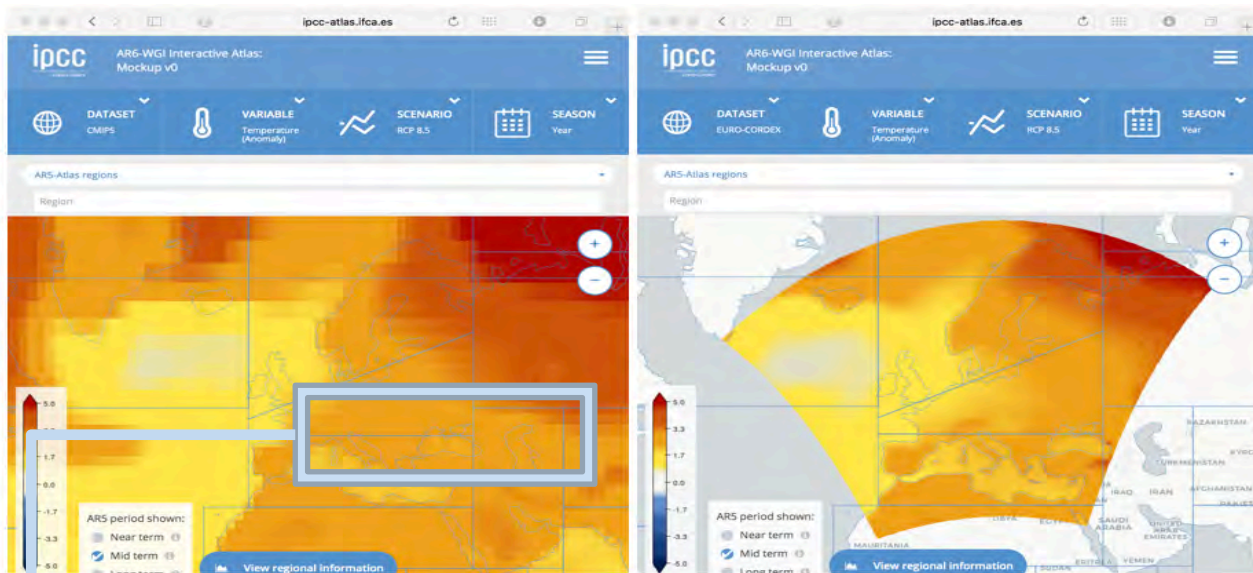 ipcc-atlas.ifca.es
ipcc
AR6-WGI Interactive Atlas:
Mockup v0
DATASET
CMIP5
VARIABLE
Temperature
(Anomaly)
SCENARIO
RCP 8.5
SEASON
Year
AR5-Atlas regions
Region
+
−
5.0
3.3
1.7
0.0
-1.7
-3.3
-5.0
AR5 period shown:
Near term
Mid term
Long term
View regional information
ipcc-atlas.ifca.es
ipcc
AR6-WGI Interactive Atlas:
Mockup v0
DATASET
EURO-CORDEX
VARIABLE
Temperature
(Anomaly)
SCENARIO
RCP 8.5
SEASON
Year
AR5-Atlas regions
Region
+
−
5.0
3.3
1.7
0.0
-1.7
-3.3
-5.0
KAZAKHSTAN
TURKMENISTAN
IRAQ
IRAN
AFGHANISTAN
LIBYA
EGYPT
SAUDI
ARABIA
UNITED
ARAB
EMIRATES
MAURITANIA
SUDAN
ERITREA
YEMEN
AR5 period shown:
Near term
Mid term
Long term
View regional information